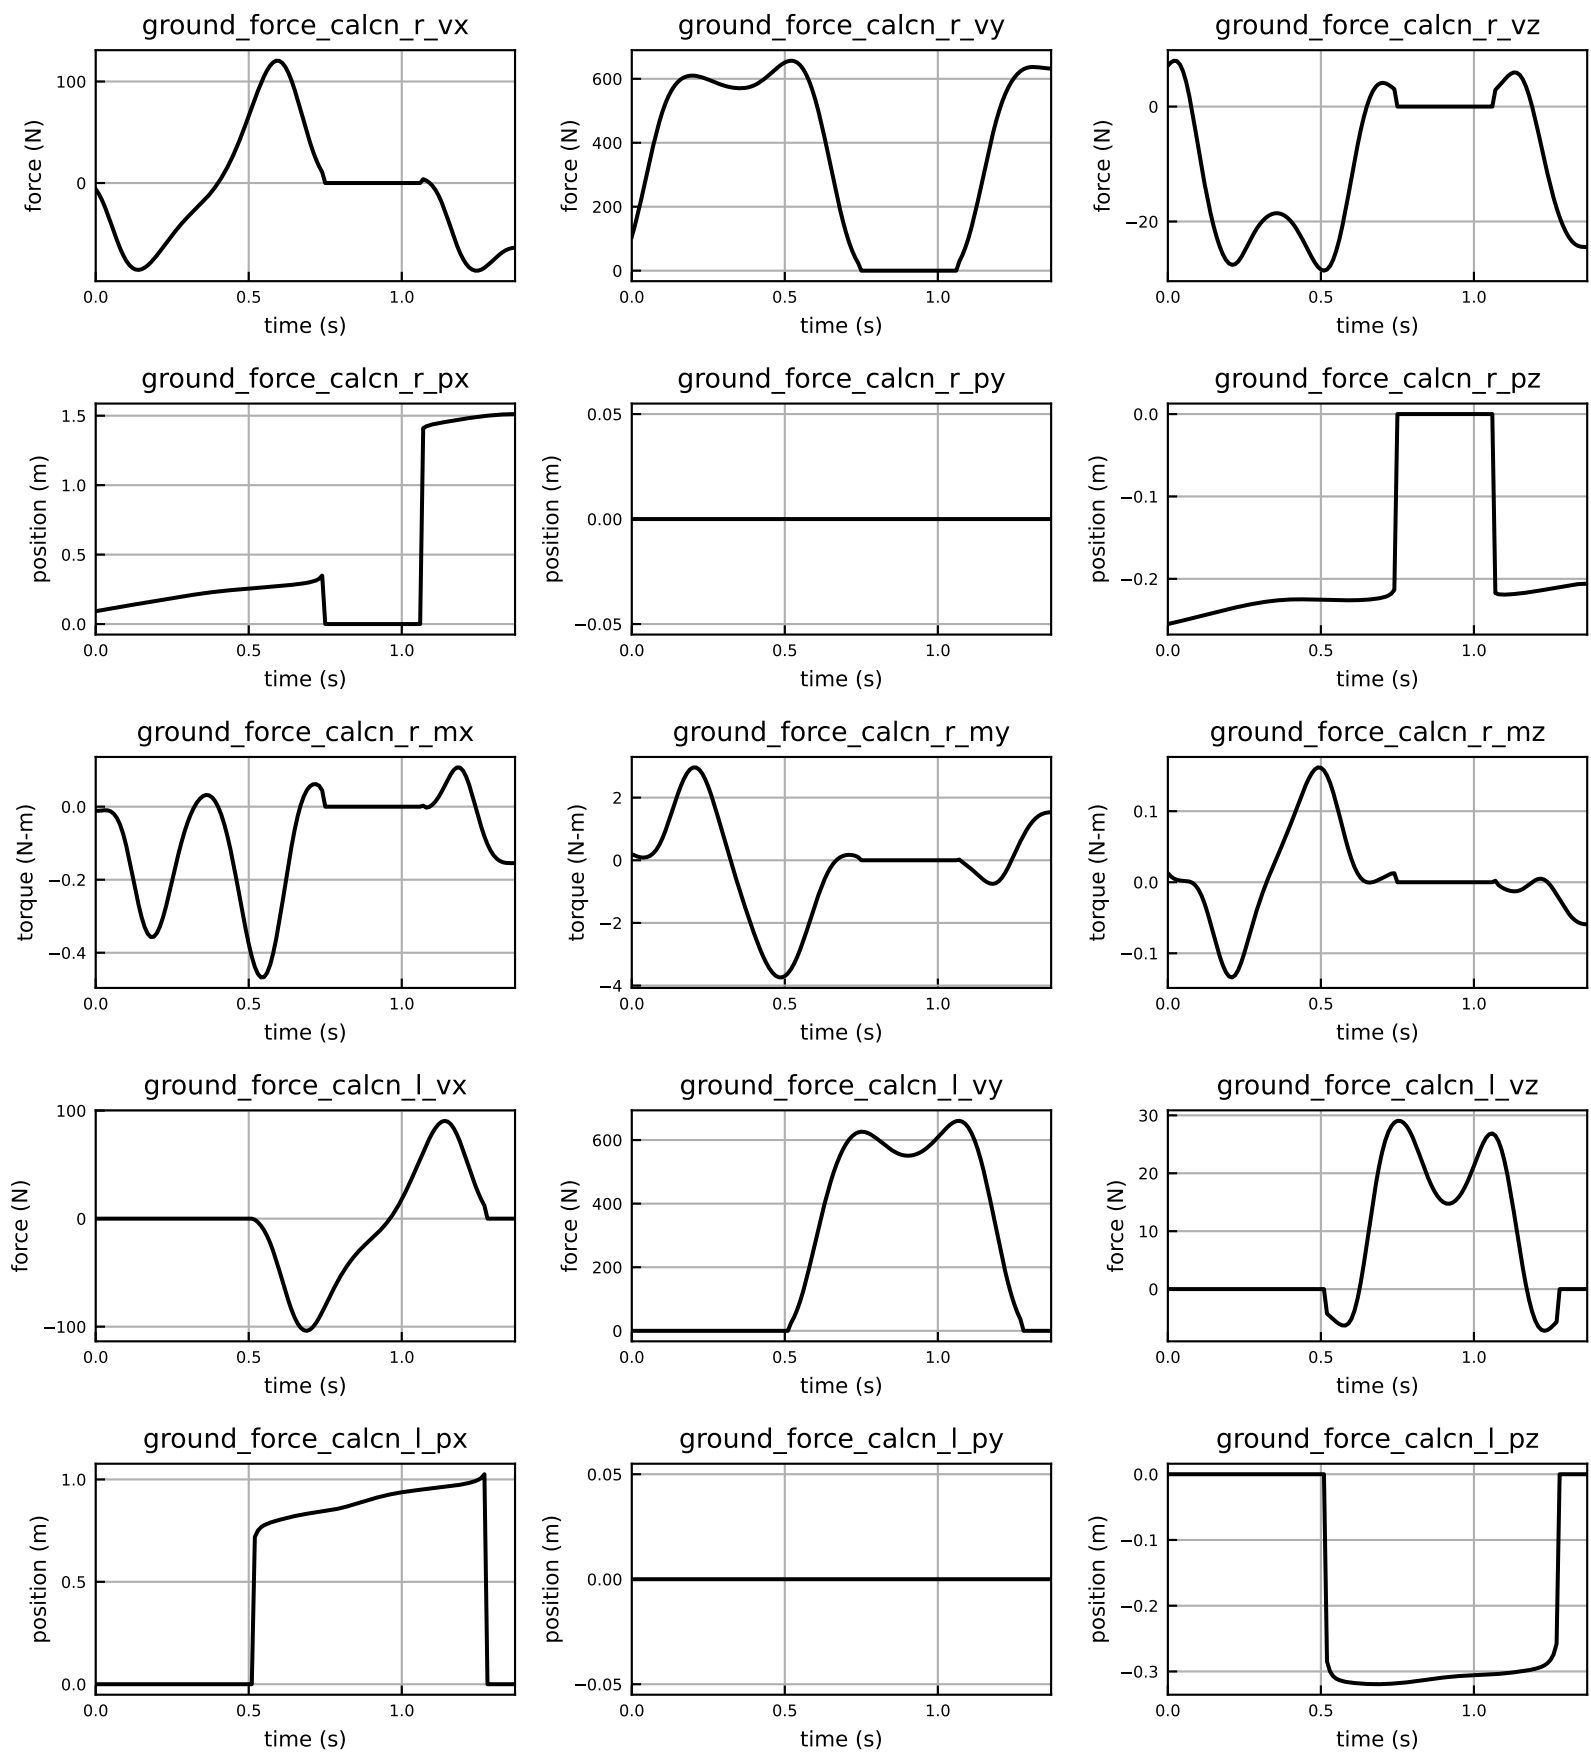 ground_force_calcn_r_vx
force (N)
100
0
0.0 0.5 1.0
time (s)
ground_force_calcn_r_vy
force (N)
600
400
200
0
0.0 0.5 1.0
time (s)
ground_force_calcn_r_vz
force (N)
0
−20
0.0 0.5 1.0
time (s)
ground_force_calcn_r_px
position (m)
1.5
1.0
0.5
0.0
0.0 0.5 1.0
time (s)
ground_force_calcn_r_py
position (m)
0.05
0.00
−0.05
0.0 0.5 1.0
time (s)
ground_force_calcn_r_pz
position (m)
0.0
−0.1
−0.2
0.0 0.5 1.0
time (s)
ground_force_calcn_r_mx
torque (N-m)
0.0
−0.2
−0.4
0.0 0.5 1.0
time (s)
ground_force_calcn_r_my
torque (N-m)
2
0
−2
−4
0.0 0.5 1.0
time (s)
ground_force_calcn_r_mz
torque (N-m)
0.1
0.0
−0.1
0.0 0.5 1.0
time (s)
ground_force_calcn_l_vx
force (N)
100
0
−100
0.0 0.5 1.0
time (s)
ground_force_calcn_l_vy
force (N)
600
400
200
0
0.0 0.5 1.0
time (s)
ground_force_calcn_l_vz
force (N)
30
20
10
0
0.0 0.5 1.0
time (s)
ground_force_calcn_l_px
position (m)
1.0
0.5
0.0
0.0 0.5 1.0
time (s)
ground_force_calcn_l_py
position (m)
0.05
0.00
−0.05
0.0 0.5 1.0
time (s)
ground_force_calcn_l_pz
position (m)
0.0
−0.1
−0.2
−0.3
0.0 0.5 1.0
time (s)